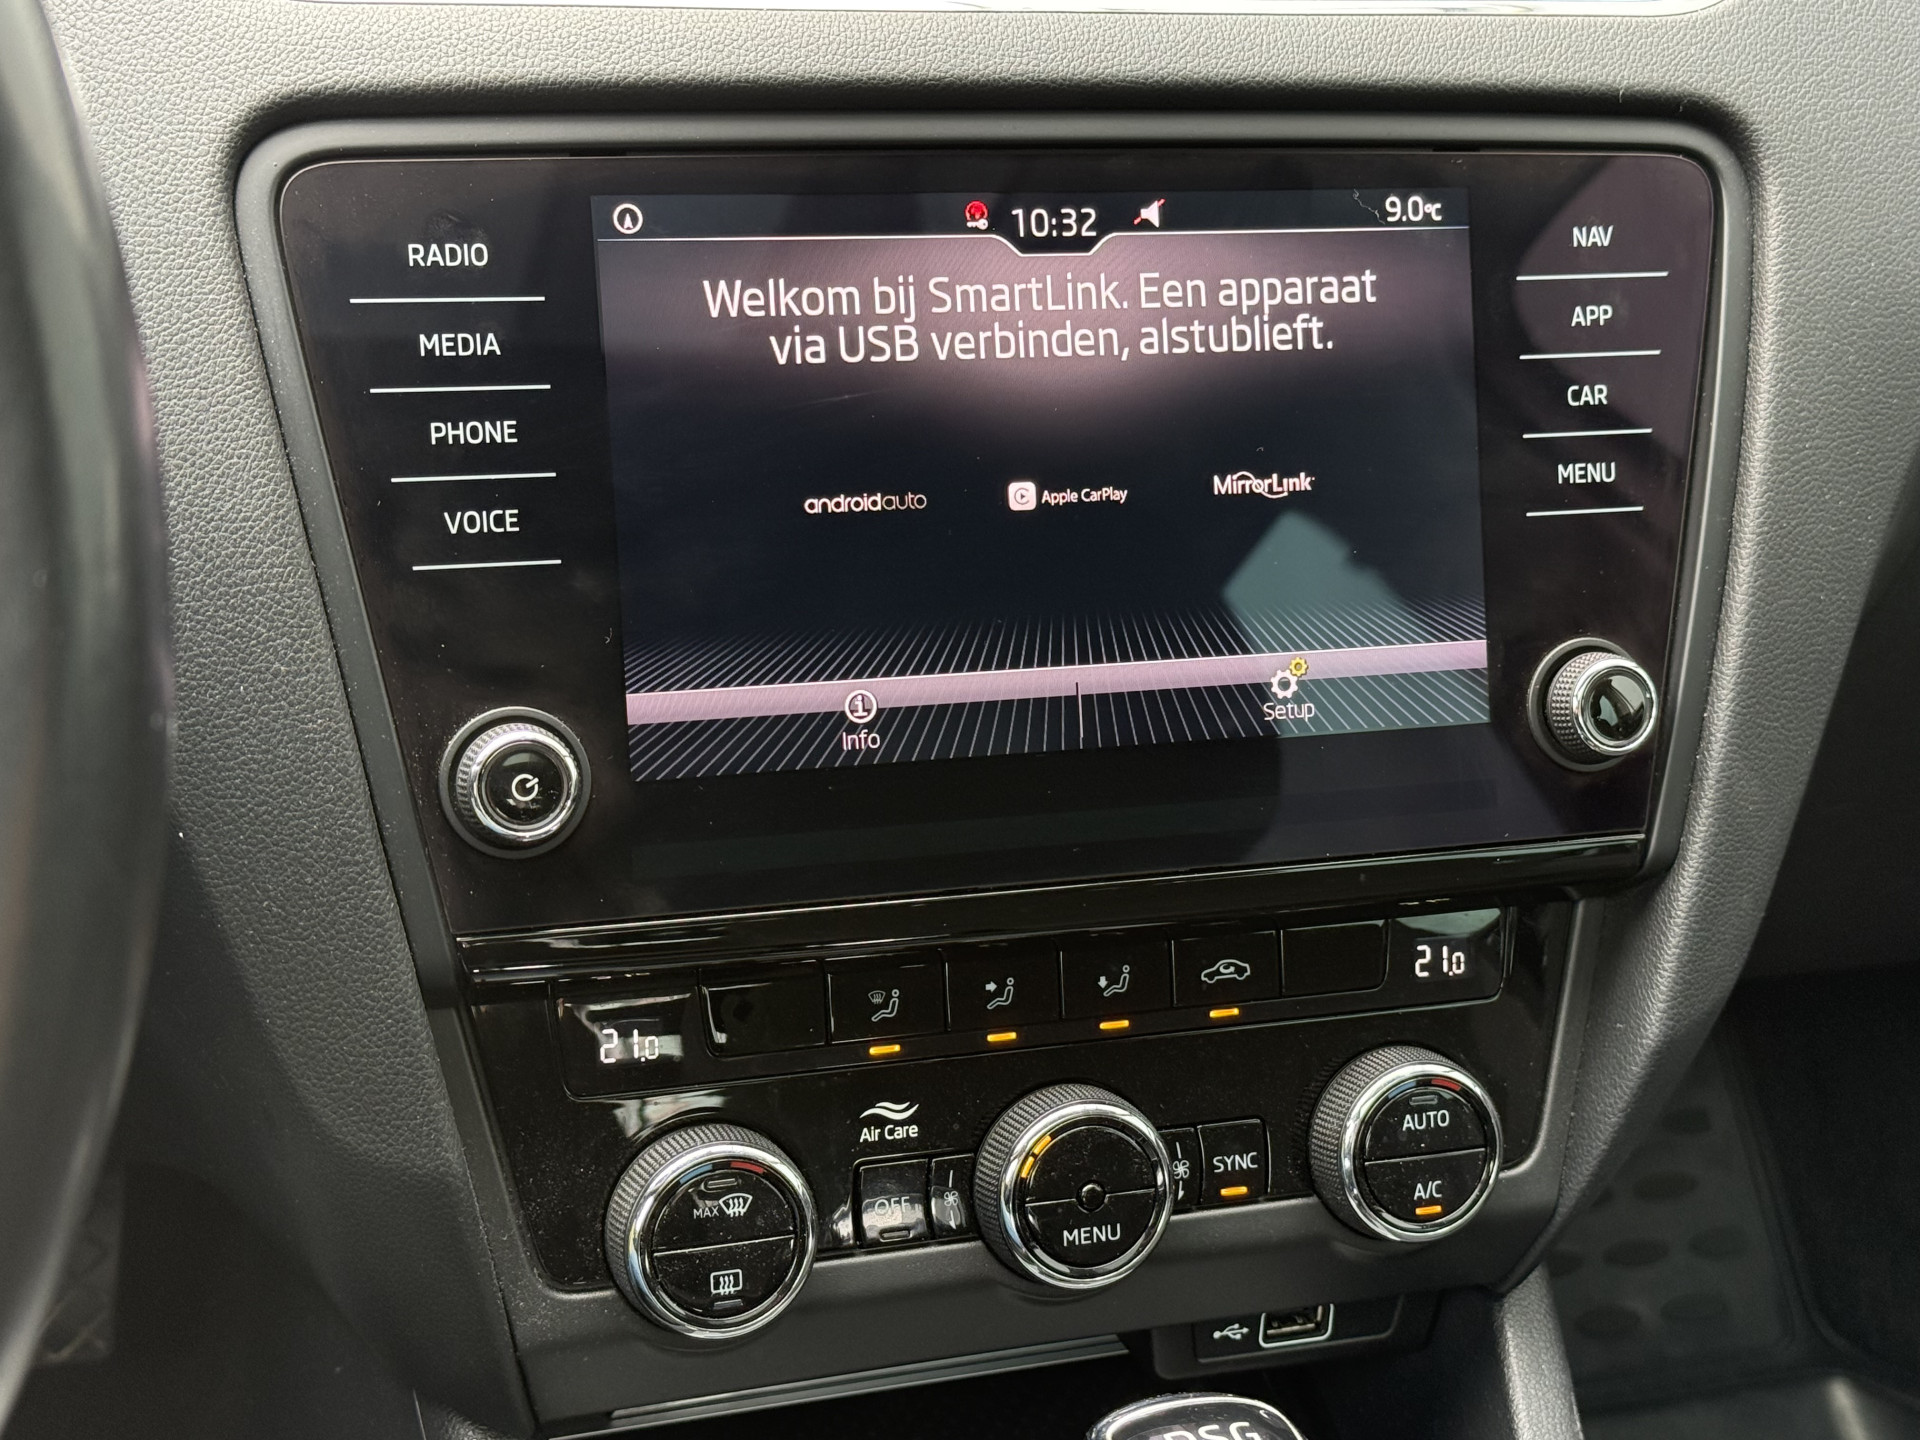 10:32
9.0°C
RADIO
MEDIA
PHONE
VOICE
Welkom bij SmartLink. Een apparaat
via USB verbinden, alstublieft.
androidauto
Apple CarPlay
MirrorLink
Info
Setup
NAV
APP
CAR
MENU
21.0
21.0
Air Care
MAX
OFF
MENU
SYNC
AUTO
A/C
DSG